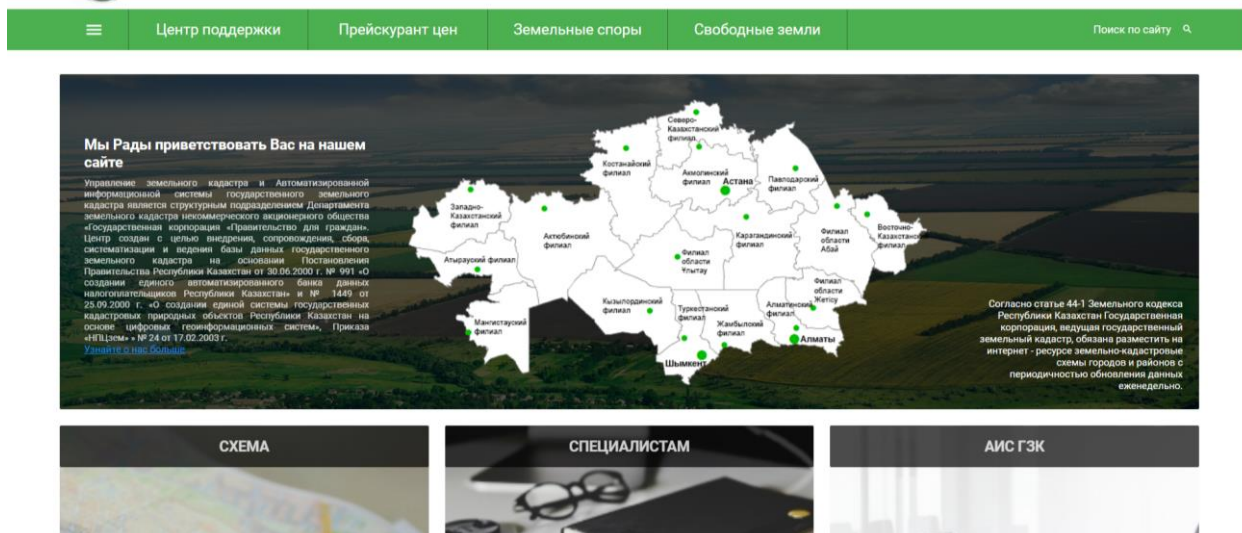 Центр поддержки
Прейскурант цен
Земельные споры
Свободные земли
Поиск по сайту
Мы Рады приветствовать Вас на нашем
сайте
Управление земельного кадастра и Автоматизированной
информационной системы государственного земельного
кадастра является структурным подразделением Департамента
земельного кадастра некоммерческого акционерного общества
«Государственная корпорация «Правительство для граждан».
Центр создан с целью внедрения, сопровождения, сбора,
систематизации и ведения базы данных государственного
земельного кадастра на основании Постановления
Правительства Республики Казахстан от 30.06.2000 г. № 991 «О
создании единого автоматизированного банка данных
налогоплательщиков Республики Казахстан» и № 1449 от
25.09.2000 г. «О создании единой системы государственных
кадастровых природных объектов Республики Казахстан на
основе цифровых геоинформационных систем», Приказа
«НПЦзем» » № 24 от 17.02.2003 г.
Узнайте о нас больше
Северо-
Казахстанский
филиал
Костанайский
филиал
Акмолинский
филиал
Астана
Павлодарский
филиал
Западно-
Казахстанский
филиал
Актюбинский
филиал
Карагандинский
филиал
Филиал
области
Абай
Восточно-
Казахстанский
филиал
Атырауский филиал
Филиал
области
Ұлытау
Филиал
области
Жетісу
Мангистауский
филиал
Кызылординский
филиал
Туркестанский
филиал
Жамбылский
филиал
Алматинский
филиал
Алматы
Шымкент
Согласно статье 44-1 Земельного кодекса
Республики Казахстан Государственная
корпорация, ведущая государственный
земельный кадастр, обязана разместить на
интернет - ресурсе земельно-кадастровые
схемы городов и районов с
периодичностью обновления данных
еженедельно.
СХЕМА
СПЕЦИАЛИСТАМ
АИС ГЗК